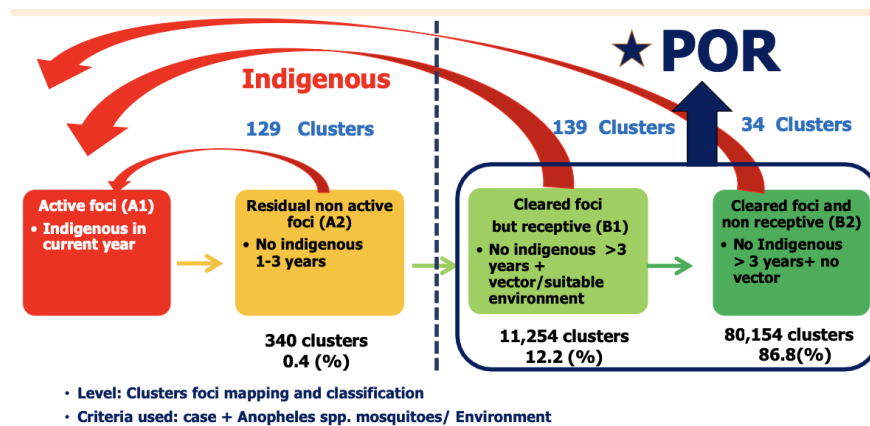 POR
Indigenous
129 Clusters
139 Clusters
34 Clusters
Active foci (A1)
• Indigenous in
current year
Residual non active
foci (A2)
• No indigenous
1-3 years
Cleared foci
but receptive (B1)
• No indigenous >3
years +
vector/suitable
environment
Cleared foci and
non receptive (B2)
• No Indigenous
> 3 years+ no
vector
340 clusters
0.4 (%)
11,254 clusters
12.2 (%)
80,154 clusters
86.8(%)
• Level: Clusters foci mapping and classification
• Criteria used: case + Anopheles spp. mosquitoes/ Environment